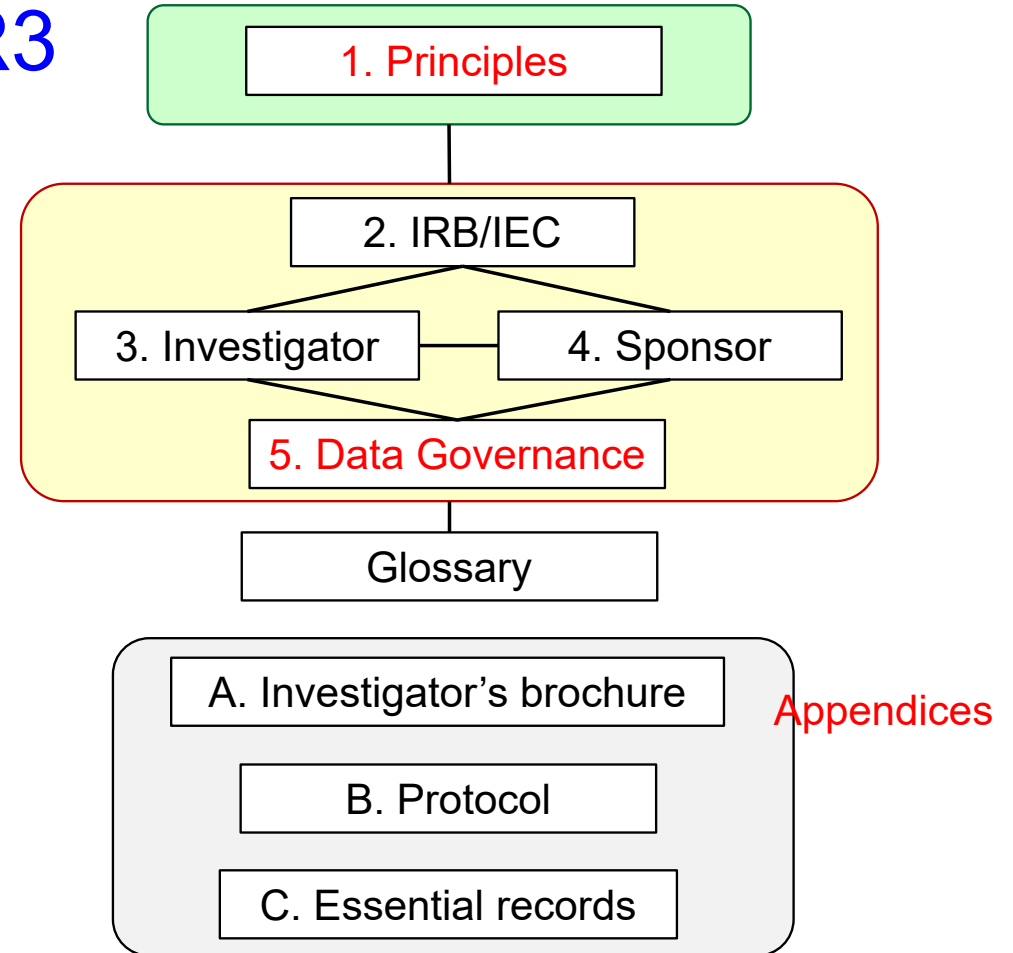 R3
1. Principles
2. IRB/IEC
3. Investigator
4. Sponsor
5. Data Governance
Glossary
A. Investigator’s brochure
Appendices
B. Protocol
C. Essential records